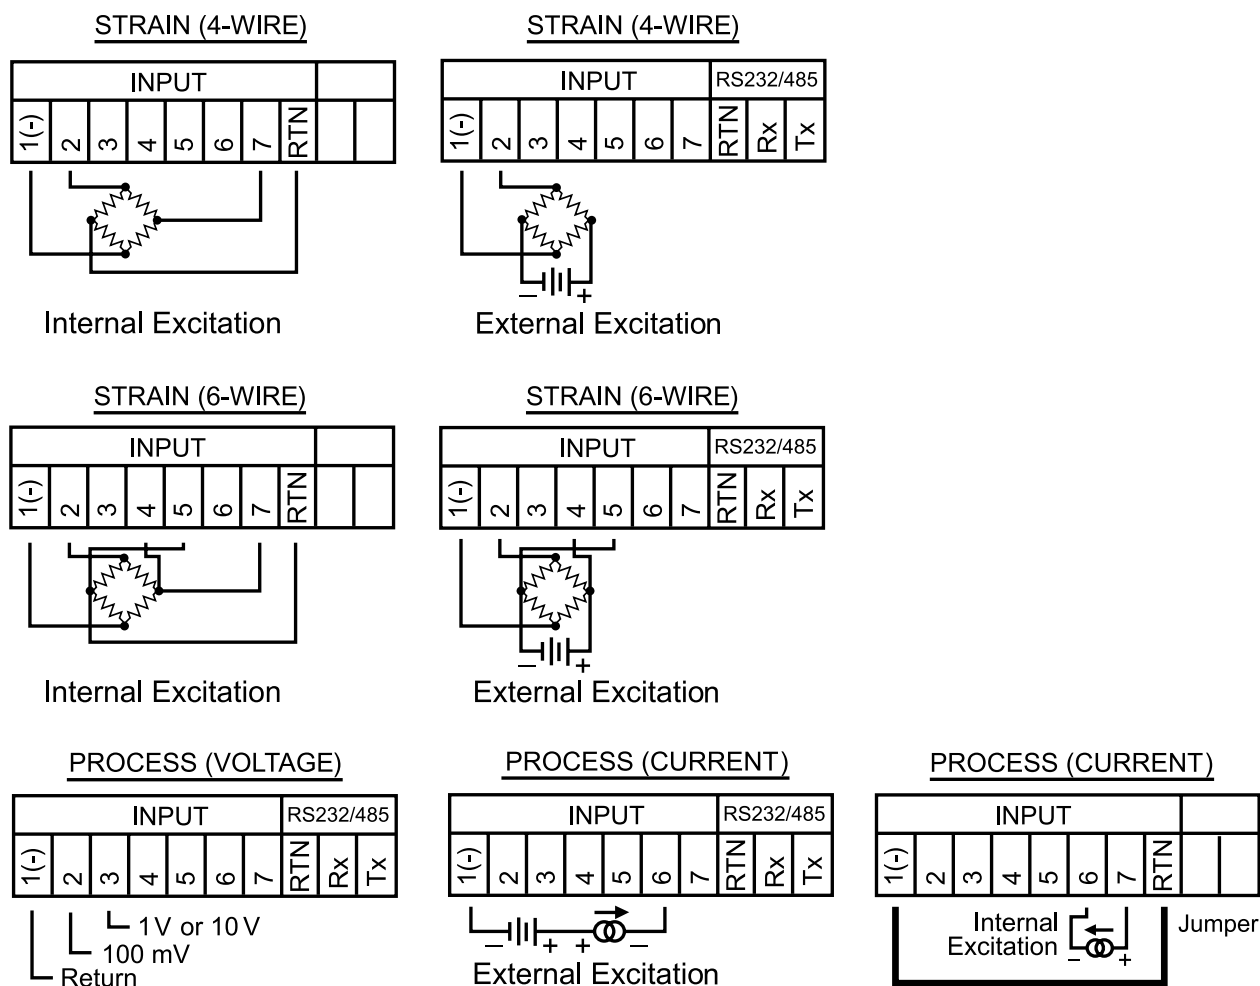 STRAIN (4-WIRE)
INPUT
1(-) 2 3 4 5 6 7 RTN
Internal Excitation
STRAIN (4-WIRE)
INPUT RS232/485
1(-) 2 3 4 5 6 7 RTN Rx Tx
− +
External Excitation
STRAIN (6-WIRE)
INPUT
1(-) 2 3 4 5 6 7 RTN
Internal Excitation
STRAIN (6-WIRE)
INPUT RS232/485
1(-) 2 3 4 5 6 7 RTN Rx Tx
− +
External Excitation
PROCESS (VOLTAGE)
INPUT RS232/485
1(-) 2 3 4 5 6 7 RTN Rx Tx
1V or 10V
100 mV
Return
PROCESS (CURRENT)
INPUT RS232/485
1(-) 2 3 4 5 6 7 RTN Rx Tx
− + + −
External Excitation
PROCESS (CURRENT)
INPUT
1(-) 2 3 4 5 6 7 RTN
Internal
Excitation
− +
Jumper